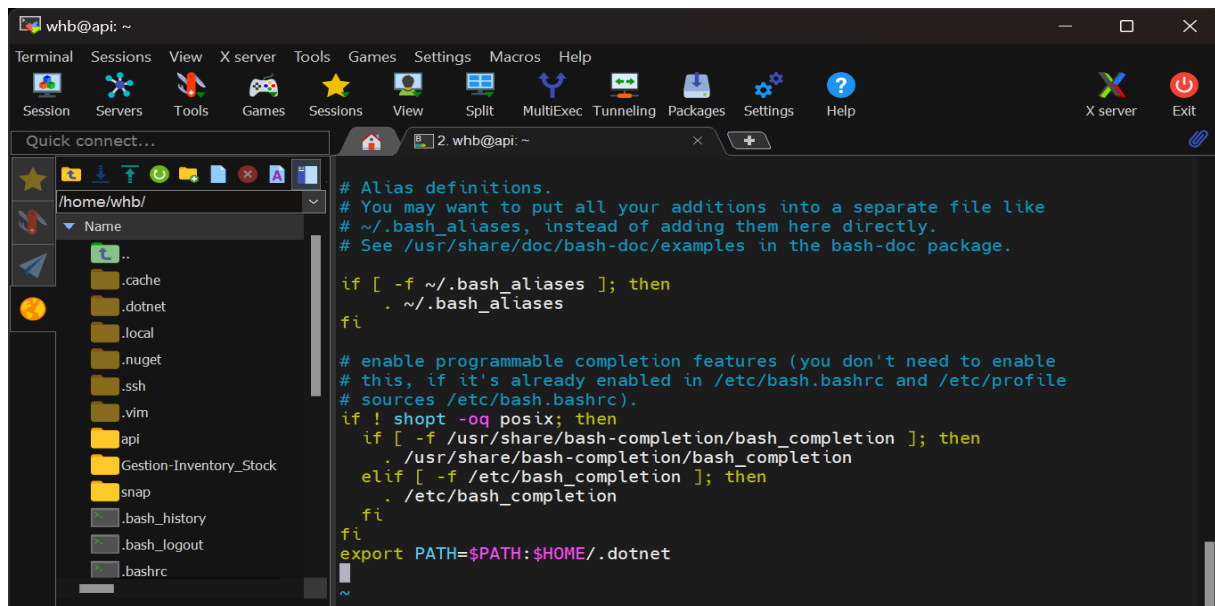 whb@api: ~
Terminal Sessions View X server Tools Games Settings Macros Help
Session Servers Tools Games Sessions View Split MultiExec Tunneling Packages Settings Help X server Exit
Quick connect...
2. whb@api: ~
/home/whb/
Name
..
.cache
.dotnet
.local
.nuget
.ssh
.vim
api
Gestion-Inventory_Stock
snap
.bash_history
.bash_logout
.bashrc
# Alias definitions.
# You may want to put all your additions into a separate file like
# ~/.bash_aliases, instead of adding them here directly.
# See /usr/share/doc/bash-doc/examples in the bash-doc package.
if [ -f ~/.bash_aliases ]; then
    . ~/.bash_aliases
fi
# enable programmable completion features (you don't need to enable
# this, if it's already enabled in /etc/bash.bashrc and /etc/profile
# sources /etc/bash.bashrc).
if ! shopt -oq posix; then
  if [ -f /usr/share/bash-completion/bash_completion ]; then
    . /usr/share/bash-completion/bash_completion
  elif [ -f /etc/bash_completion ]; then
    . /etc/bash_completion
  fi
fi
export PATH=$PATH:$HOME/.dotnet
~